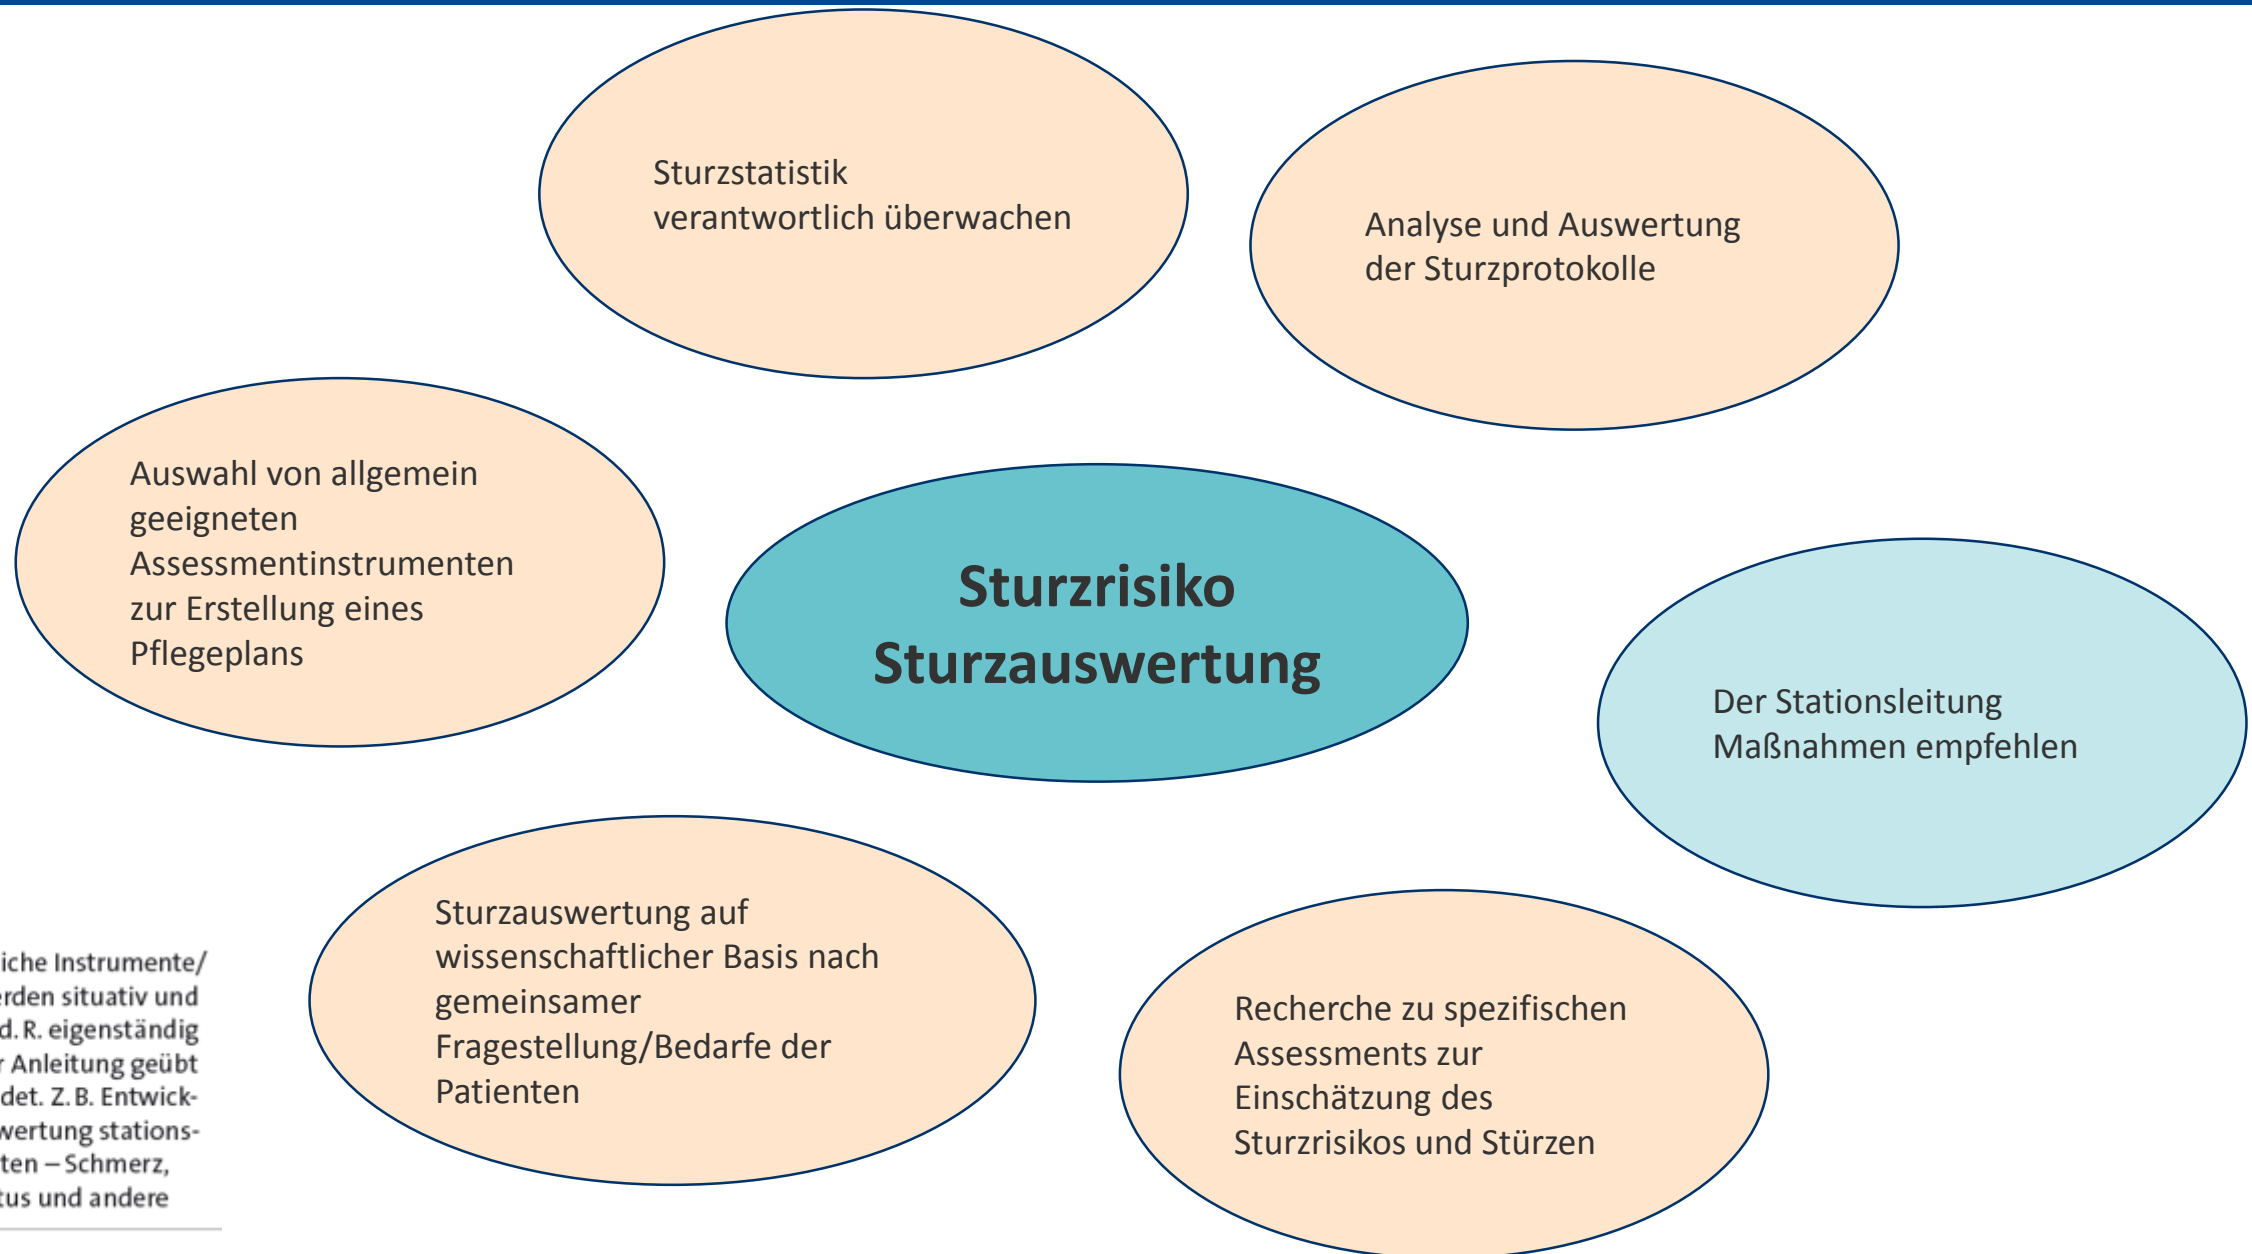 Sturzstatistik
verantwortlich überwachen
Analyse und Auswertung
der Sturzprotokolle
Auswahl von allgemein
geeigneten
Assessmentinstrumenten
zur Erstellung eines
Pflegeplans
Sturzrisiko
Sturzauswertung
Der Stationsleitung
Maßnahmen empfehlen
Sturzauswertung auf
wissenschaftlicher Basis nach
gemeinsamer
Fragestellung/Bedarfe der
Patienten
Recherche zu spezifischen
Assessments zur
Einschätzung des
Sturzrisikos und Stürzen
iche Instrumente/
erden situativ und
d. R. eigenständig
r Anleitung geübt
det. Z. B. Entwick-
wertung stations-
ten – Schmerz,
tus und andere